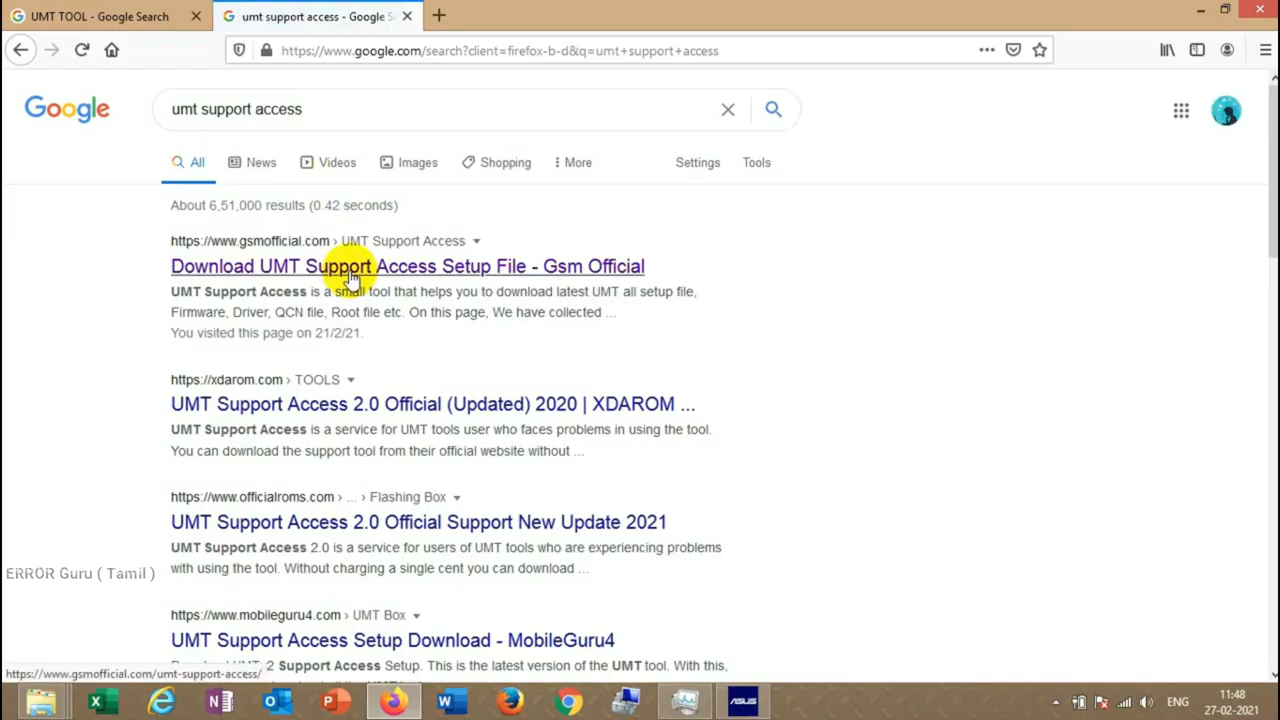 UMT TOOL - Google Search
umt support access - Google S
https://www.google.com/search?client=firefox-b-d&q=umt+support+access
Google
umt support access
All News Videos Images Shopping More Settings Tools
About 6,51,000 results (0.42 seconds)
https://www.gsmofficial.com › UMT Support Access
Download UMT Support Access Setup File - Gsm Official
UMT Support Access is a small tool that helps you to download latest UMT all setup file,
Firmware, Driver, QCN file, Root file etc. On this page, We have collected ...
You visited this page on 21/2/21.
https://xdarom.com › TOOLS
UMT Support Access 2.0 Official (Updated) 2020 | XDAROM ...
UMT Support Access is a service for UMT tools user who faces problems in using the tool.
You can download the support tool from their official website without ...
https://www.officialroms.com › ... › Flashing Box
UMT Support Access 2.0 Official Support New Update 2021
UMT Support Access 2.0 is a service for users of UMT tools who are experiencing problems
with using the tool. Without charging a single cent you can download ...
ERROR Guru ( Tamil )
https://www.mobileguru4.com › UMT Box
UMT Support Access Setup Download - MobileGuru4
Support Access Setup. This is the latest version of the UMT tool. With this,
https://www.gsmofficial.com/umt-support-access/
ASUS
ENG
11:48
27-02-2021